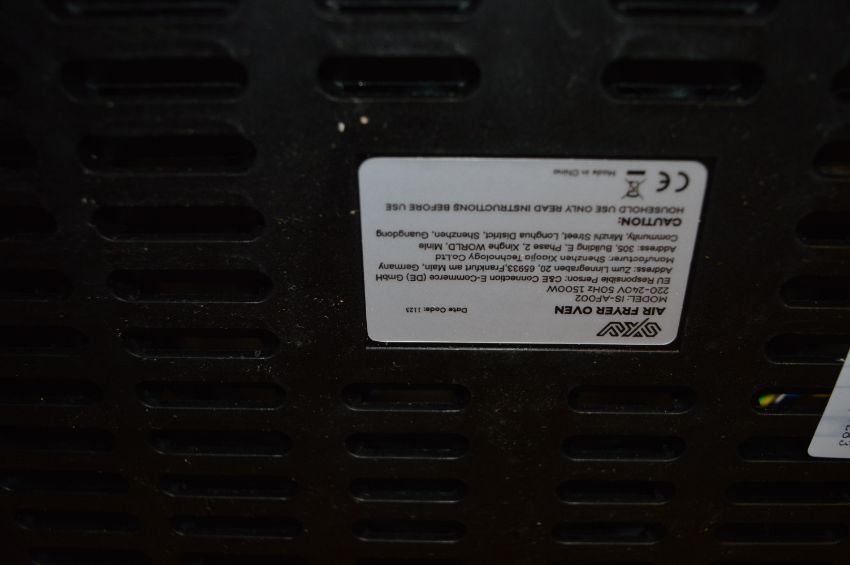 AIR FRYER OVEN
MODEL: IS-AF002 Date Code: 1123
220-240V 50Hz 1500W
EU Responsible Person: C&E Connection E-Commerce (DE) GmbH
Address: Zum Linnegraben 20, 65933, Frankfurt am Main, Germany
Manufacturer: Shenzhen Xiaojia Technology Co.Ltd
Address: 305, Building E, Phase 2, Xinghe WORLD, Minle
Community, Minzhi Street, Longhua District, Shenzhen, Guangdong
CAUTION:
HOUSEHOLD USE ONLY READ INSTRUCTIONS BEFORE USE
CE Made in China